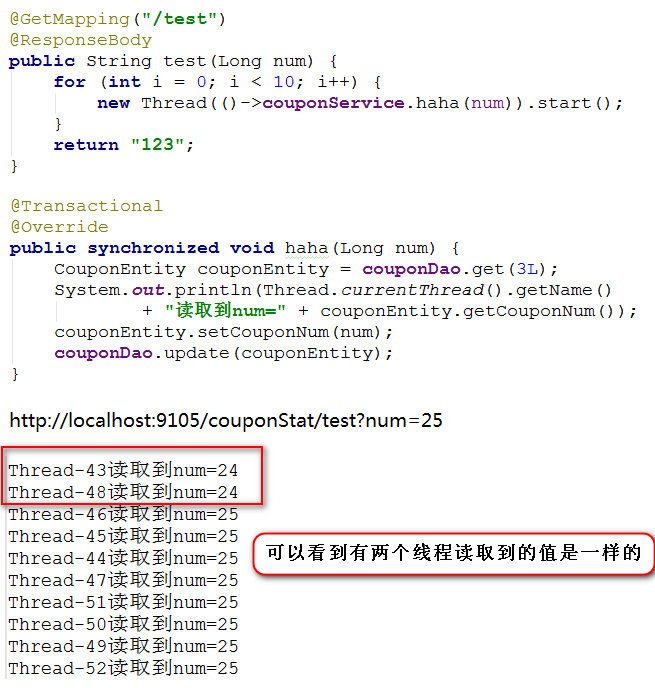 @GetMapping("/test")
@ResponseBody
public String test(Long num) {
    for (int i = 0; i < 10; i++) {
        new Thread(()->couponService.haha(num)).start();
    }
    return "123";
}
@Transactional
@Override
public synchronized void haha(Long num) {
    CouponEntity couponEntity = couponDao.get(3L);
    System.out.println(Thread.currentThread().getName()
            + "读取到num=" + couponEntity.getCouponNum());
    couponEntity.setCouponNum(num);
    couponDao.update(couponEntity);
}
http://localhost:9105/couponStat/test?num=25
Thread-43读取到num=24
Thread-48读取到num=24
Thread-46读取到num=25
Thread-45读取到num=25
Thread-44读取到num=25
Thread-47读取到num=25
Thread-51读取到num=25
Thread-50读取到num=25
Thread-49读取到num=25
Thread-52读取到num=25
可以看到有两个线程读取到的值是一样的